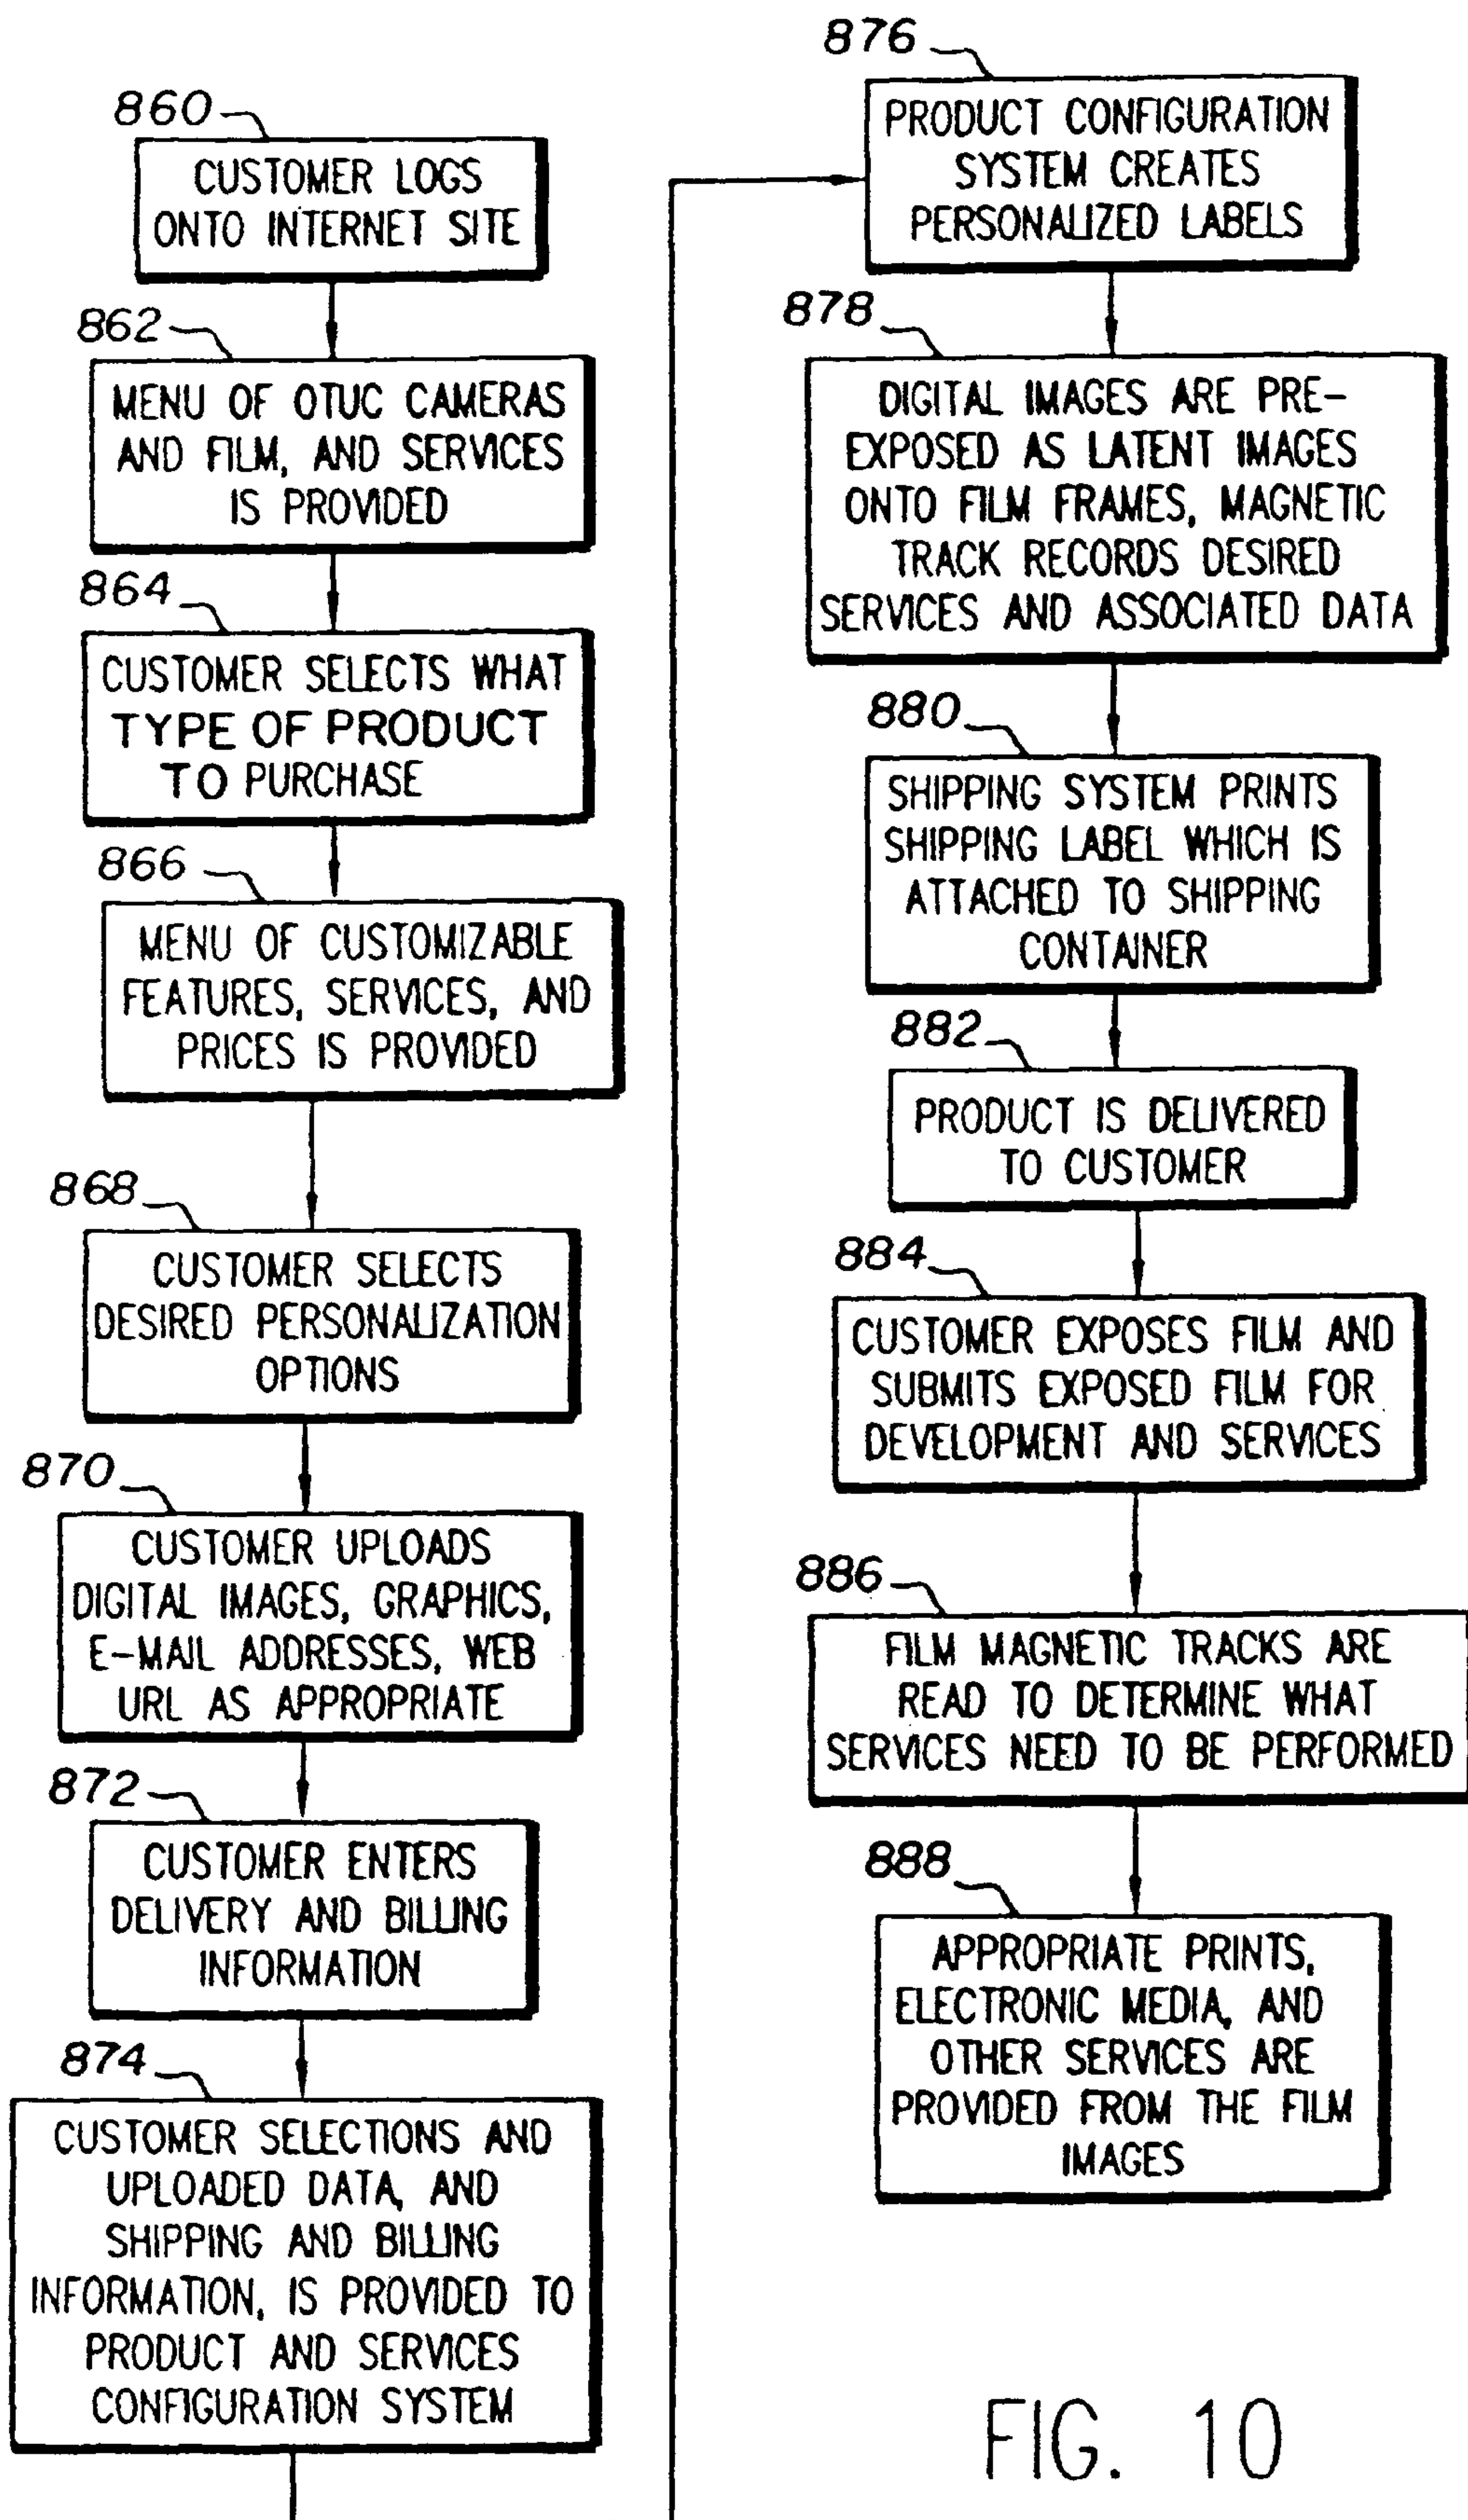 860
CUSTOMER LOGS
ONTO INTERNET SITE
862
MENU OF OTUC CAMERAS
AND FILM, AND SERVICES
IS PROVIDED
864
CUSTOMER SELECTS WHAT
TYPE OF PRODUCT
TO PURCHASE
866
MENU OF CUSTOMIZABLE
FEATURES, SERVICES, AND
PRICES IS PROVIDED
868
CUSTOMER SELECTS
DESIRED PERSONALIZATION
OPTIONS
870
CUSTOMER UPLOADS
DIGITAL IMAGES, GRAPHICS,
E-MAIL ADDRESSES, WEB
URL AS APPROPRIATE
872
CUSTOMER ENTERS
DELIVERY AND BILLING
INFORMATION
874
CUSTOMER SELECTIONS AND
UPLOADED DATA, AND
SHIPPING AND BILLING
INFORMATION, IS PROVIDED TO
PRODUCT AND SERVICES
CONFIGURATION SYSTEM
876
PRODUCT CONFIGURATION
SYSTEM CREATES
PERSONALIZED LABELS
878
DIGITAL IMAGES ARE PRE-
EXPOSED AS LATENT IMAGES
ONTO FILM FRAMES, MAGNETIC
TRACK RECORDS DESIRED
SERVICES AND ASSOCIATED DATA
880
SHIPPING SYSTEM PRINTS
SHIPPING LABEL WHICH IS
ATTACHED TO SHIPPING
CONTAINER
882
PRODUCT IS DELIVERED
TO CUSTOMER
884
CUSTOMER EXPOSES FILM AND
SUBMITS EXPOSED FILM FOR
DEVELOPMENT AND SERVICES
886
FILM MAGNETIC TRACKS ARE
READ TO DETERMINE WHAT
SERVICES NEED TO BE PERFORMED
888
APPROPRIATE PRINTS,
ELECTRONIC MEDIA, AND
OTHER SERVICES ARE
PROVIDED FROM THE FILM
IMAGES
FIG. 10